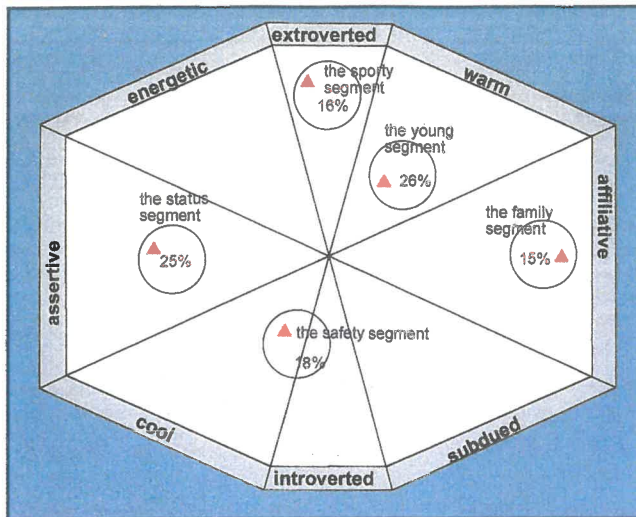 extroverted
energetic
warm
the sporty
segment
16%
the young
segment
26%
the status
segment
25%
the family
segment
15%
assertive
affiliative
the safety segment
18%
cool
subdued
introverted